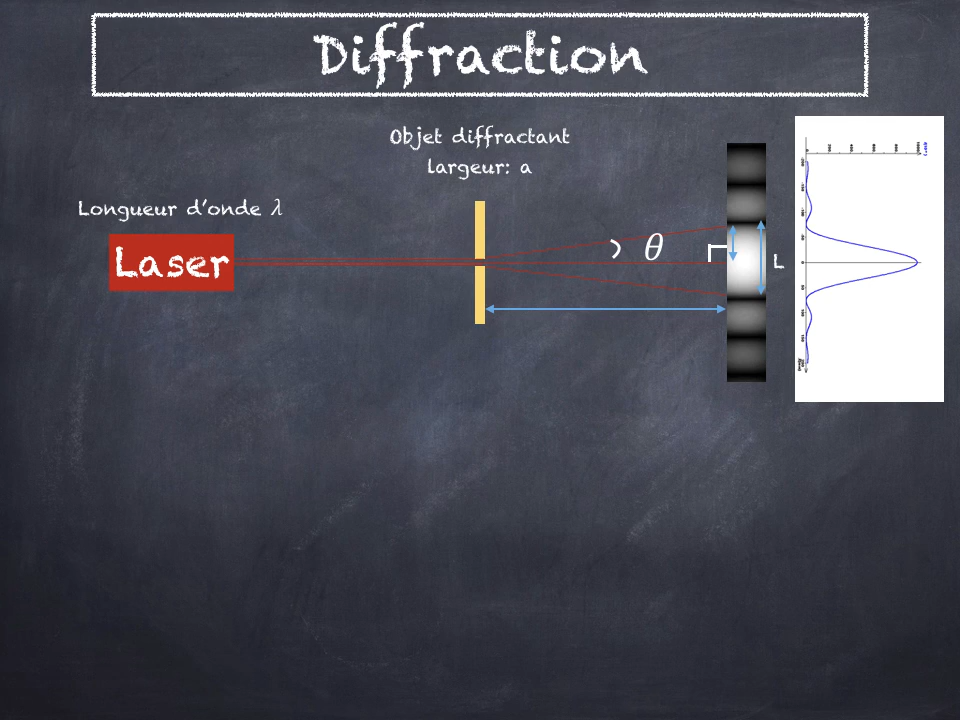 Diffraction
Objet diffractant
largeur: a
Longueur d'onde λ
Laser
θ
L